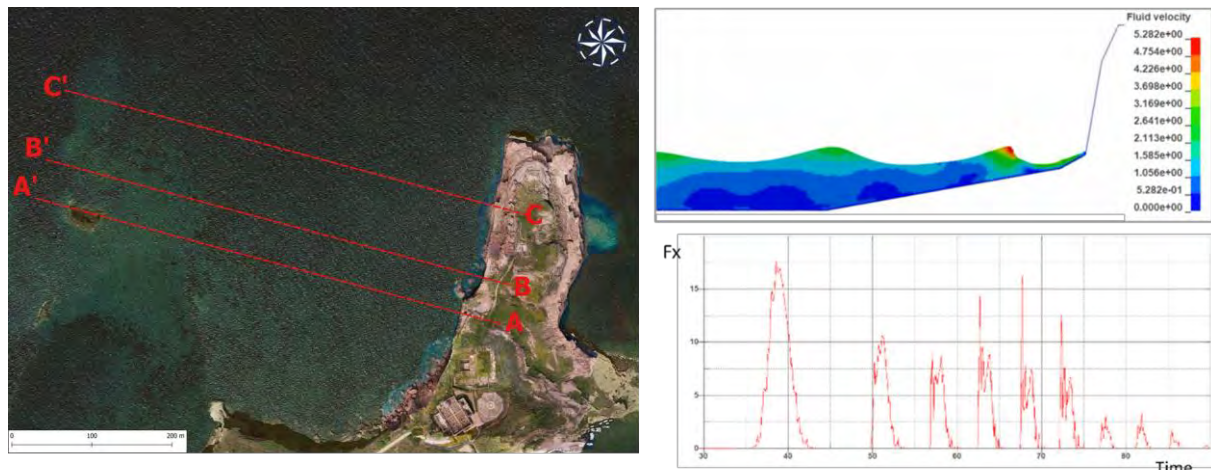 C'
B'
A'
C
B
A
0 100 200 m
Fluid velocity
5.282e+00
4.754e+00
4.226e+00
3.698e+00
3.169e+00
2.641e+00
2.113e+00
1.585e+00
1.056e+00
5.282e-01
0.000e+00
Fx
15
10
5
0
30 40 50 60 70 80
Time